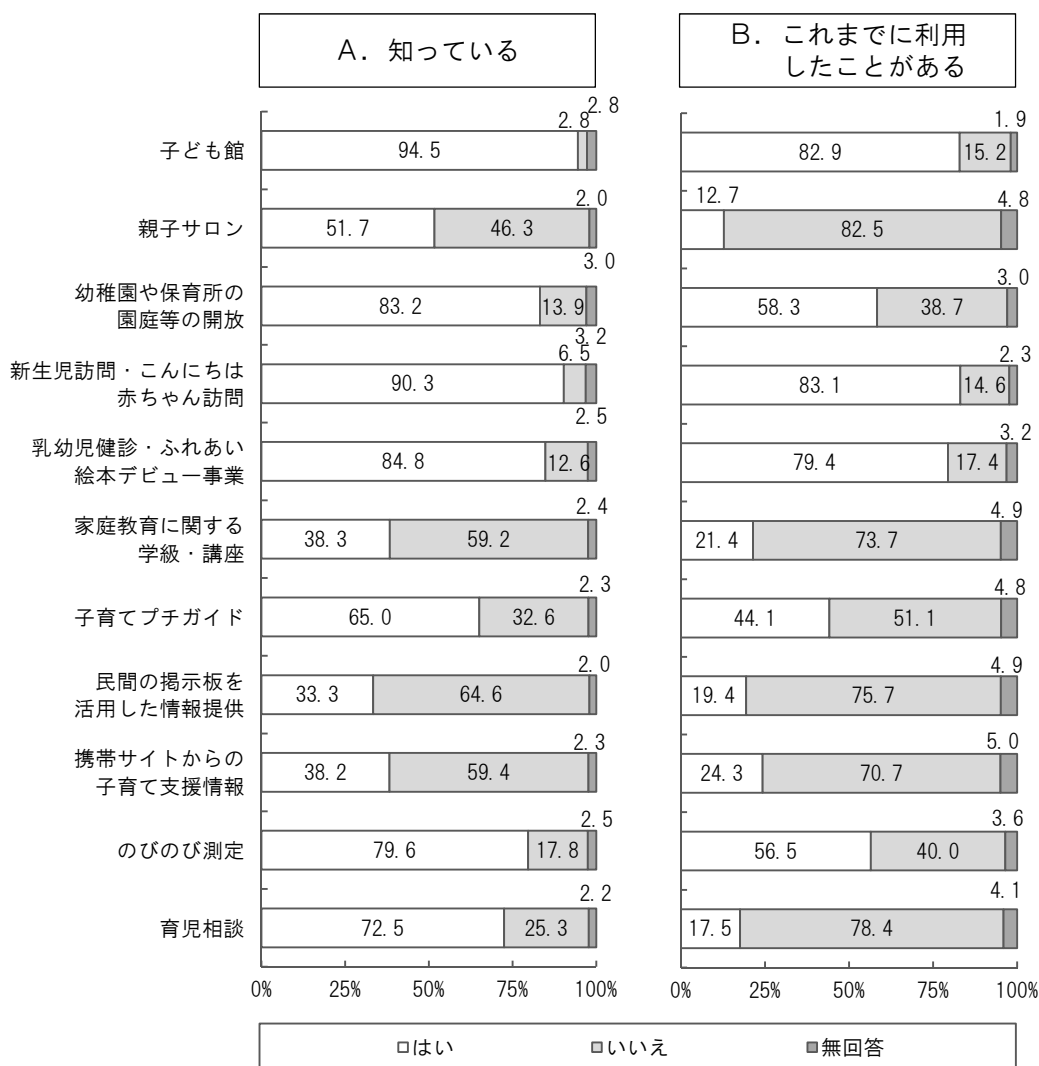 A．知っている
B．これまでに利用
したことがある
2.8
2.8
1.9
子ども館
94.5
82.9
15.2
2.0
12.7
4.8
親子サロン
51.7
46.3
82.5
3.0
3.0
幼稚園や保育所の
園庭等の開放
83.2
13.9
58.3
38.7
3.2
6.5
2.3
新生児訪問・こんにちは
赤ちゃん訪問
90.3
83.1
14.6
2.5
3.2
乳幼児健診・ふれあい
絵本デビュー事業
84.8
12.6
79.4
17.4
2.4
4.9
家庭教育に関する
学級・講座
38.3
59.2
21.4
73.7
2.3
4.8
子育てプチガイド
65.0
32.6
44.1
51.1
2.0
4.9
民間の掲示板を
活用した情報提供
33.3
64.6
19.4
75.7
2.3
5.0
携帯サイトからの
子育て支援情報
38.2
59.4
24.3
70.7
2.5
3.6
のびのび測定
79.6
17.8
56.5
40.0
2.2
4.1
育児相談
72.5
25.3
17.5
78.4
0% 25% 50% 75% 100%
0% 25% 50% 75% 100%
はい いいえ 無回答